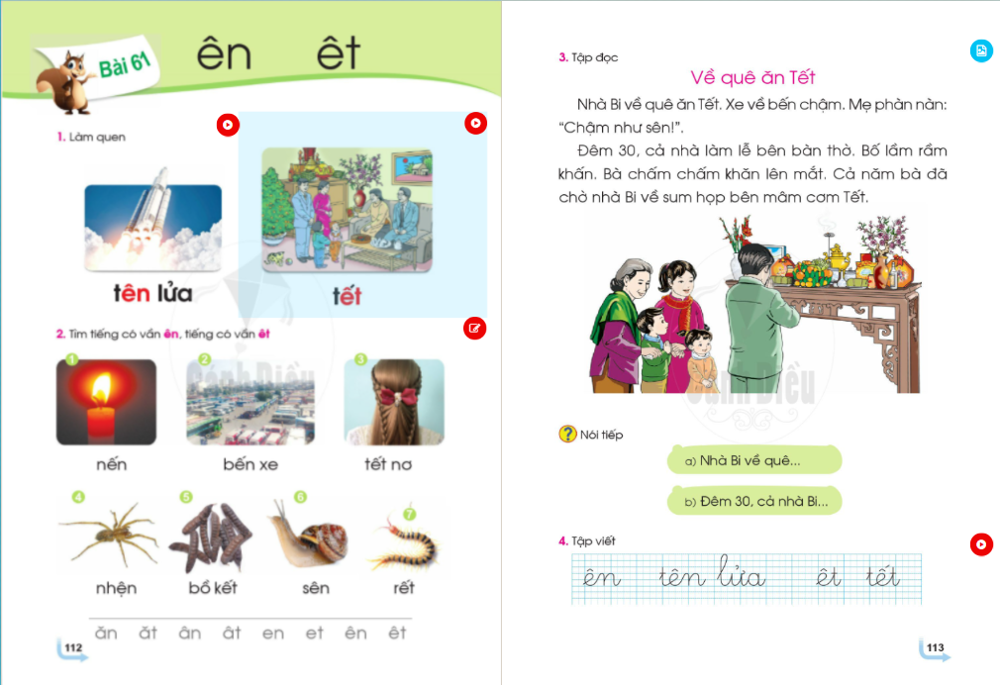 Bài 61
ên êt
1. Làm quen
tên lửa
tết
2. Tìm tiếng có vần ên, tiếng có vần êt
1
2
3
nến
bến xe
tết nơ
4
5
6
7
nhện
bồ kết
sên
rết
ăn ăt ân ât en et ên êt
112
3. Tập đọc
Về quê ăn Tết
Nhà Bi về quê ăn Tết. Xe về bến chậm. Mẹ phàn nàn:
“Chậm như sên!”.
Đêm 30, cả nhà làm lễ bên bàn thờ. Bố lầm rầm
khấn. Bà chấm chấm khăn lên mắt. Cả năm bà đã
chờ nhà Bi về sum họp bên mâm cơm Tết.
? Nói tiếp
a) Nhà Bi về quê...
b) Đêm 30, cả nhà Bi...
4. Tập viết
ên tên lửa êt tết
113
Cánh Diều
Cánh Diều